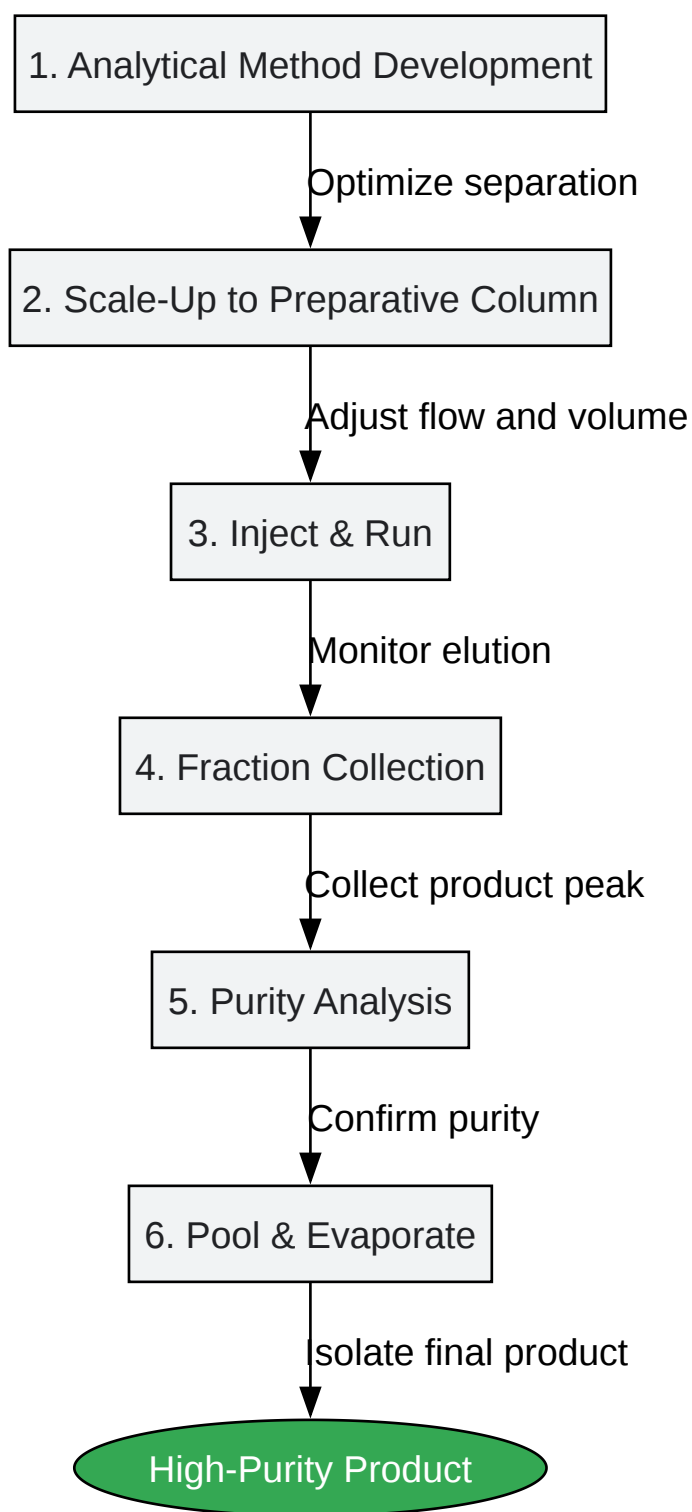 1. Analytical Method Development
Optimize separation
2. Scale-Up to Preparative Column
Adjust flow and volume
3. Inject & Run
Monitor elution
4. Fraction Collection
Collect product peak
5. Purity Analysis
Confirm purity
6. Pool & Evaporate
Isolate final product
High-Purity Product